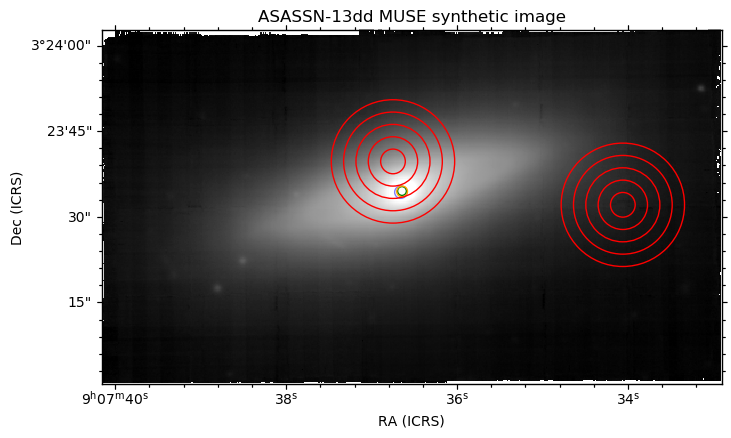 ASASSN-13dd MUSE synthetic image
3°24'00"
23'45"
30"
15"
Dec (ICRS)
9ʰ07ᵐ40ˢ
38ˢ
36ˢ
34ˢ
RA (ICRS)